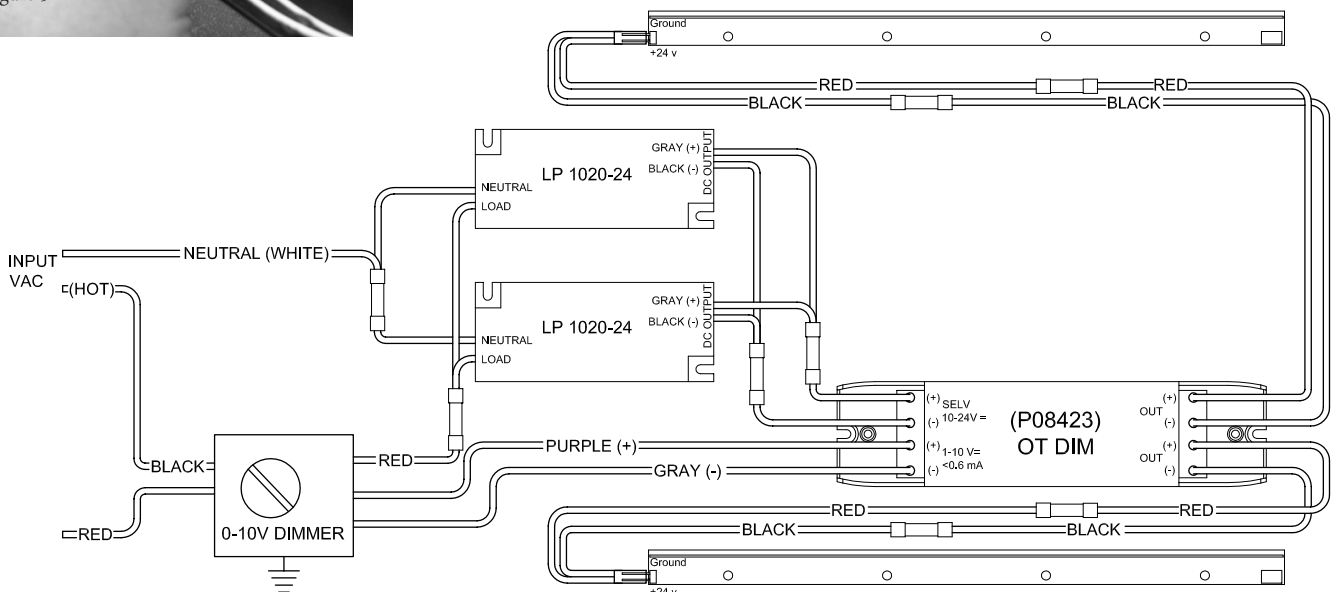 Ground
+24 v
RED
RED
BLACK
BLACK
GRAY (+)
BLACK (-)
DC OUTPUT
LP 1020-24
NEUTRAL
LOAD
INPUT
VAC
NEUTRAL (WHITE)
(HOT)
GRAY (+)
BLACK (-)
DC OUTPUT
LP 1020-24
NEUTRAL
LOAD
(+) SELV
(-) 10-24V =
(+) 1-10 V=
(-) <0.6 mA
(P08423)
OT DIM
(+)
OUT
(-)
(+)
OUT
(-)
PURPLE (+)
GRAY (-)
BLACK
RED
RED
0-10V DIMMER
RED
RED
BLACK
BLACK
Ground
+24 v